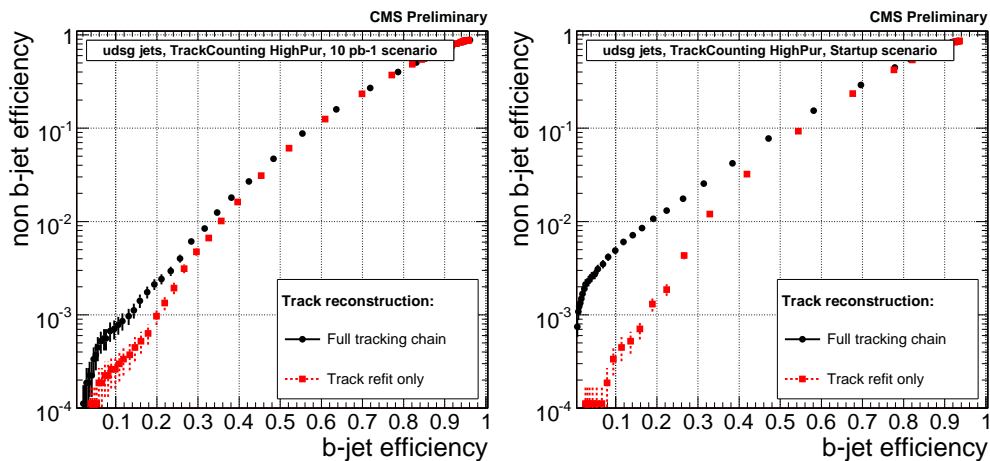 CMS Preliminary
udsg jets, TrackCounting HighPur, 10 pb-1 scenario
non b-jet efficiency
1
10^-1
10^-2
10^-3
10^-4
Track reconstruction:
Full tracking chain
Track refit only
0.1 0.2 0.3 0.4 0.5 0.6 0.7 0.8 0.9 1
b-jet efficiency
CMS Preliminary
udsg jets, TrackCounting HighPur, Startup scenario
non b-jet efficiency
1
10^-1
10^-2
10^-3
10^-4
Track reconstruction:
Full tracking chain
Track refit only
0.1 0.2 0.3 0.4 0.5 0.6 0.7 0.8 0.9 1
b-jet efficiency